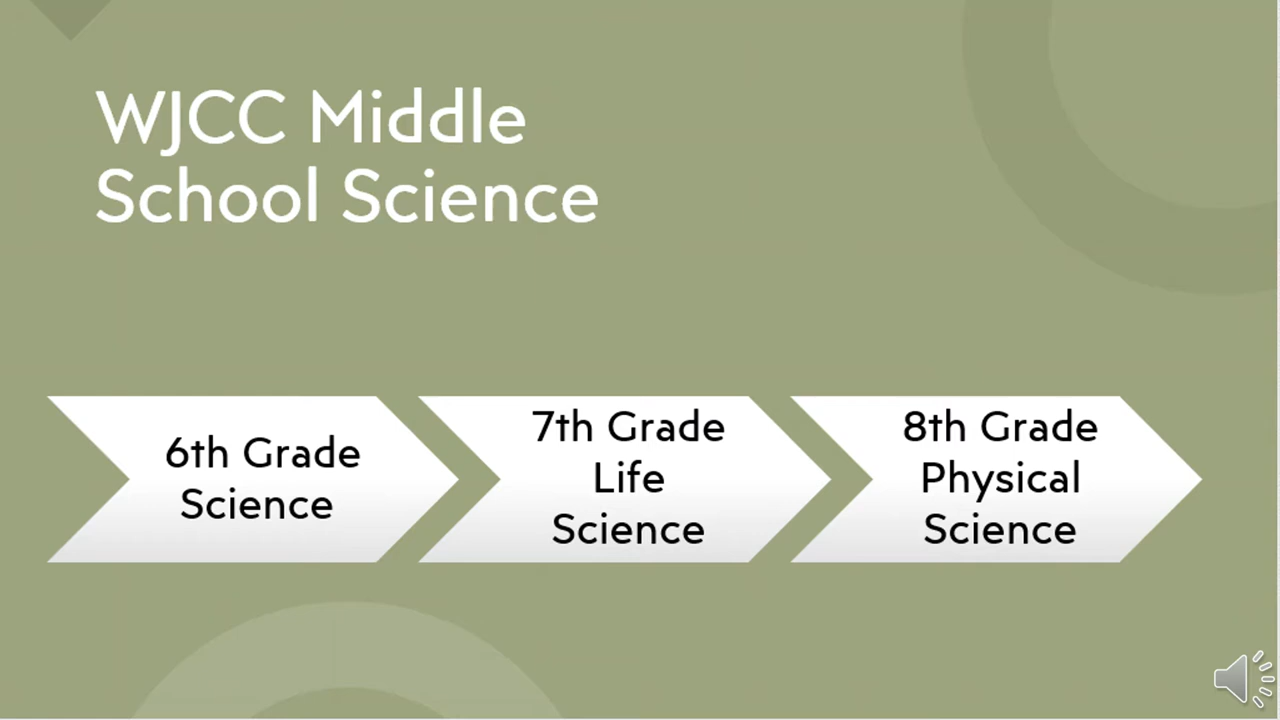 WJCC Middle
School Science
6th Grade
Science
7th Grade
Life
Science
8th Grade
Physical
Science